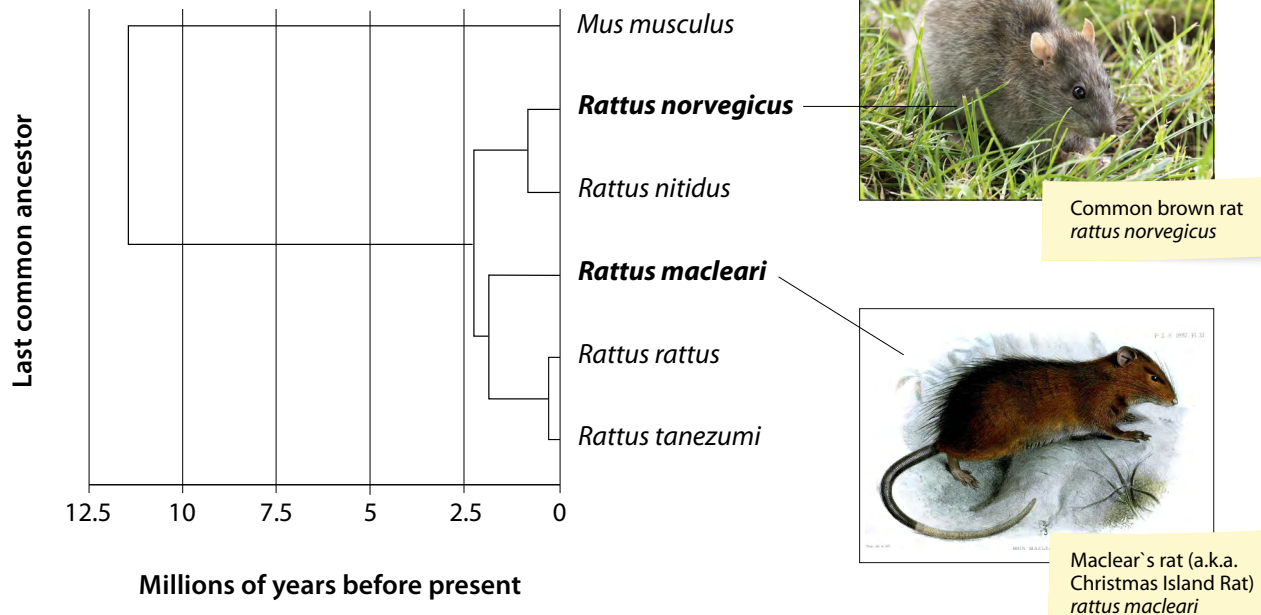 Last common ancestor
Mus musculus
Rattus norvegicus
Rattus nitidus
Rattus macleari
Rattus rattus
Rattus tanezumi
12.5 10 7.5 5 2.5 0
Millions of years before present
Common brown rat
rattus norvegicus
Maclear`s rat (a.k.a.
Christmas Island Rat)
rattus macleari